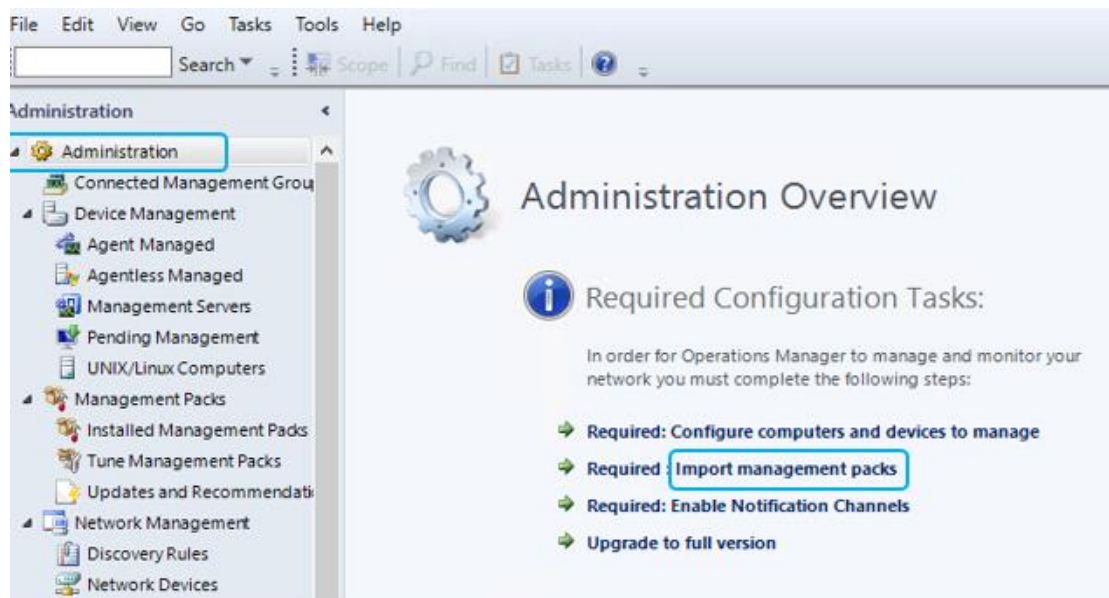 File Edit View Go Tasks Tools Help
Search Scope Find Tasks
Administration
Administration
Connected Management Grou
Device Management
Agent Managed
Agentless Managed
Management Servers
Pending Management
UNIX/Linux Computers
Management Packs
Installed Management Packs
Tune Management Packs
Updates and Recommendati
Network Management
Discovery Rules
Network Devices
Administration Overview
Required Configuration Tasks:
In order for Operations Manager to manage and monitor your
network you must complete the following steps:
Required: Configure computers and devices to manage
Required : Import management packs
Required: Enable Notification Channels
Upgrade to full version